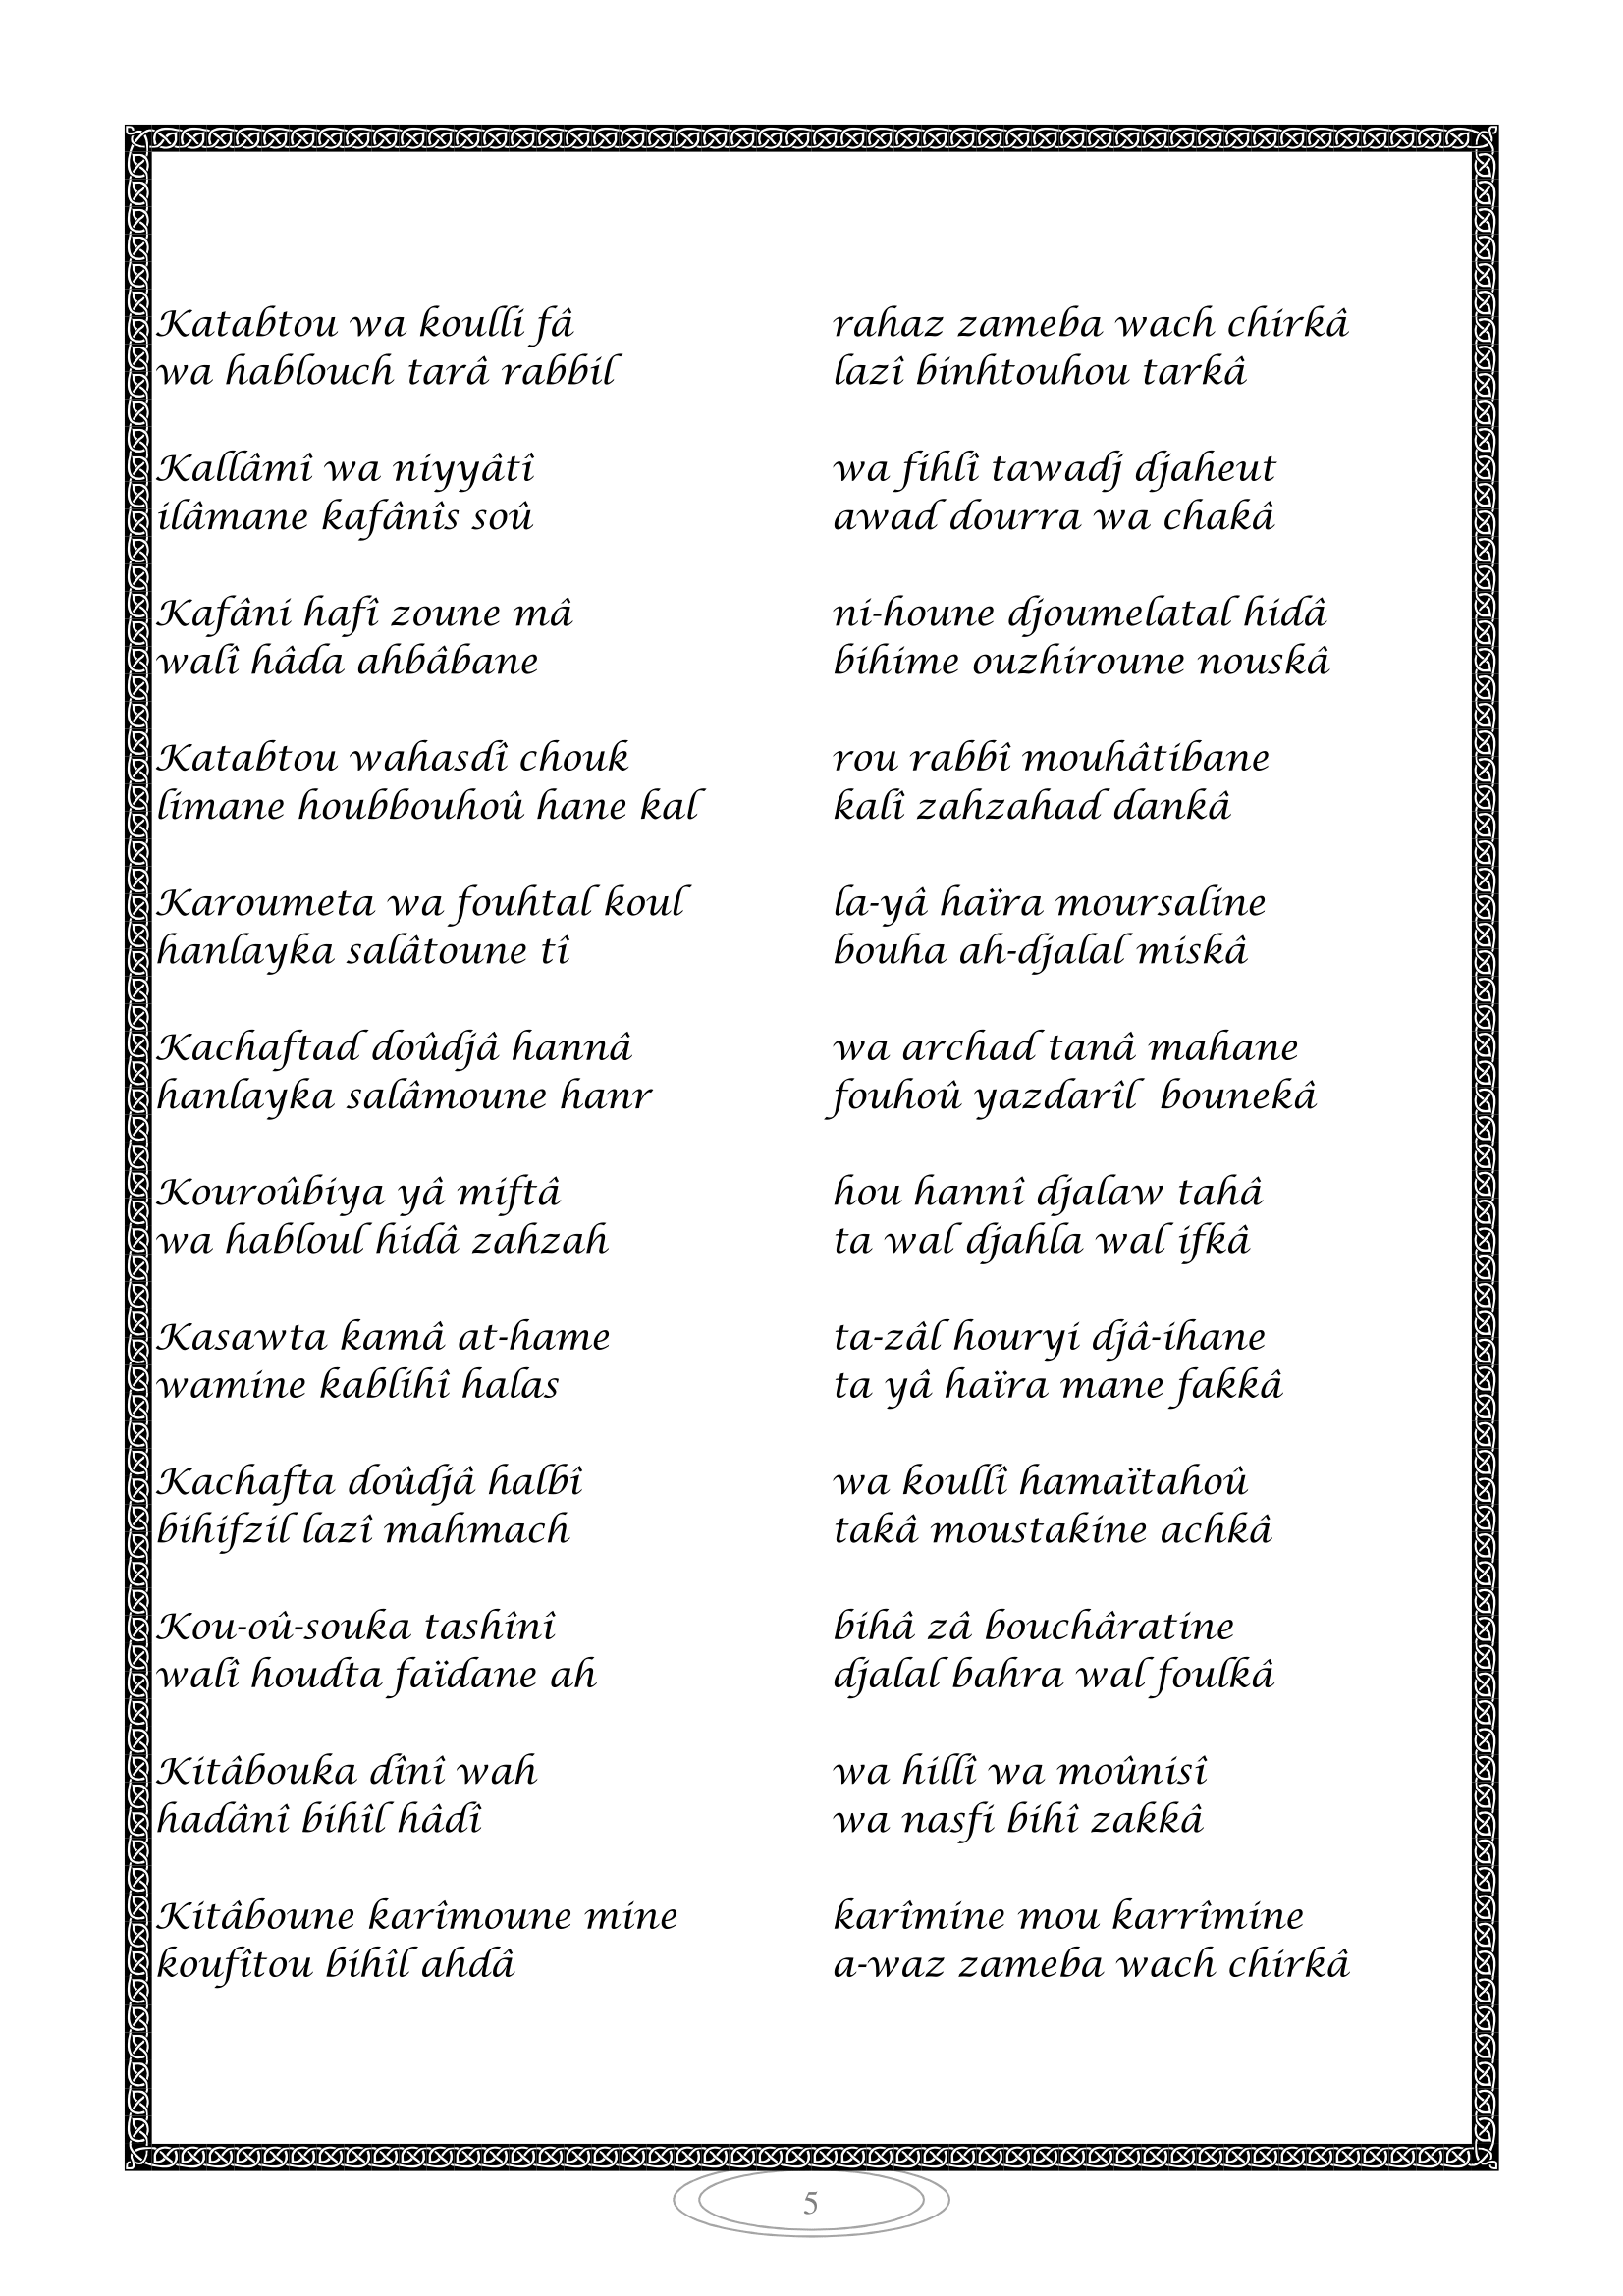 Katabtou wa koulli fâ rahaz zameba wach chirkâ
wa hablouch tarâ rabbil lazî binhtouhou tarkâ
Kallâmî wa niyyâtî wa fihlî tawadj djaheut
ilâmane kafânîs soû awad dourra wa chakâ
Kafâni hafî zoune mâ ni-houne djoumelatal hidâ
walî hâda ahbâbane bihime ouzhiroune nouskâ
Katabtou wahasdî chouk rou rabbî mouhâtibane
limane houbbouhoû hane kal kalî zahzahad dankâ
Karoumeta wa fouhtal koul la-yâ haïra moursaline
hanlayka salâtoune tî bouha ah-djalal miskâ
Kachaftad doûdjâ hannâ wa archad tanâ mahane
hanlayka salâmoune hanr fouhoû yazdarîl bounekâ
Kouroûbiya yâ miftâ hou hannî djalaw tahâ
wa habloul hidâ zahzah ta wal djahla wal ifkâ
Kasawta kamâ at-hame ta-zâl houryi djâ-ihane
wamine kablihî halas ta yâ haïra mane fakkâ
Kachafta doûdjâ halbî wa koullî hamaïtahoû
bihifzil lazî mahmach takâ moustakine achkâ
Kou-oû-souka tashînî bihâ zâ bouchâratine
walî houdta faïdane ah djalal bahra wal foulkâ
Kitâbouka dînî wah wa hillî wa moûnisî
hadânî bihîl hâdî wa nasfi bihî zakkâ
Kitâboune karîmoune mine karîmine mou karrîmine
koufîtou bihîl ahdâ a-waz zameba wach chirkâ
5